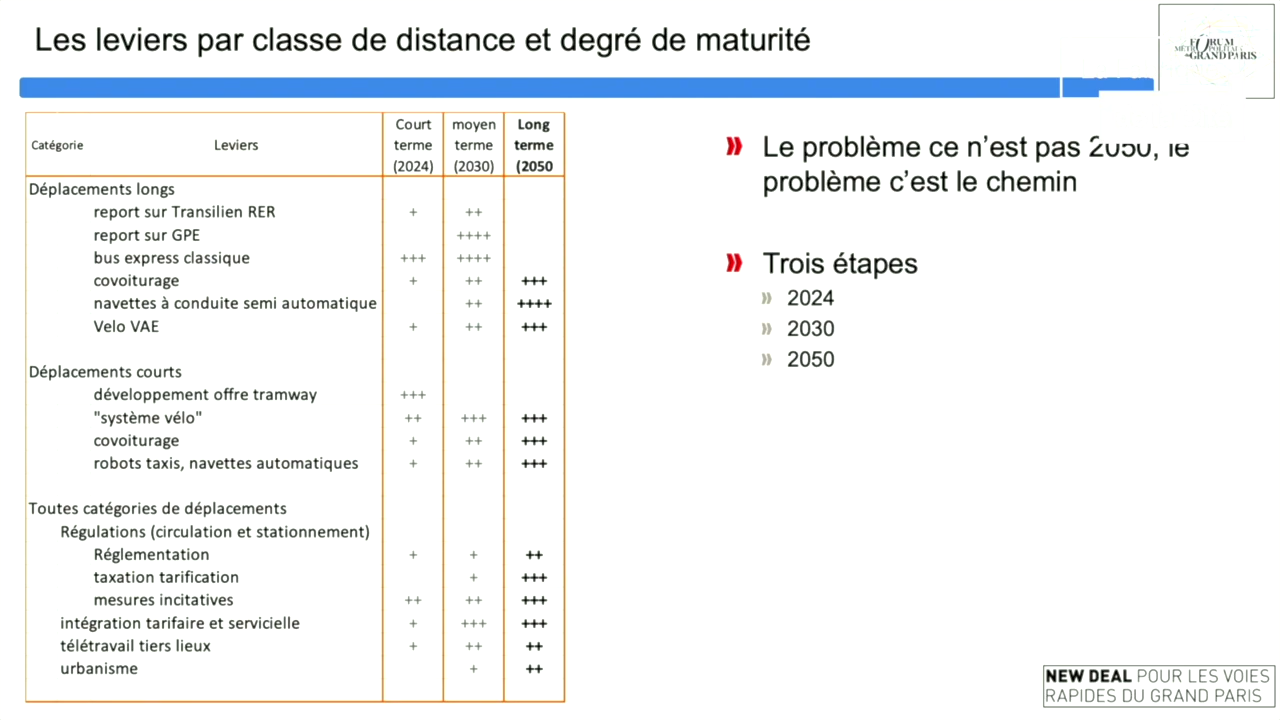 Les leviers par classe de distance et degré de maturité
FORUM
MÉTROPOLITAIN
DU GRAND PARIS
Catégorie Leviers Court terme (2024) moyen terme (2030) Long terme (2050
Déplacements longs
report sur Transilien RER + ++
report sur GPE ++++
bus express classique +++ ++++
covoiturage + ++ +++
navettes à conduite semi automatique ++ ++++
Velo VAE + ++ +++
Déplacements courts
développement offre tramway +++
"système vélo" ++ +++ +++
covoiturage + ++ +++
robots taxis, navettes automatiques + ++ +++
Toutes catégories de déplacements
Régulations (circulation et stationnement)
Réglementation + + ++
taxation tarification + +++
mesures incitatives ++ ++ +++
intégration tarifaire et servicielle + +++ +++
télétravail tiers lieux + ++ ++
urbanisme + ++
Le problème ce n'est pas 2050, le
problème c'est le chemin
Trois étapes
2024
2030
2050
NEW DEAL POUR LES VOIES
RAPIDES DU GRAND PARIS